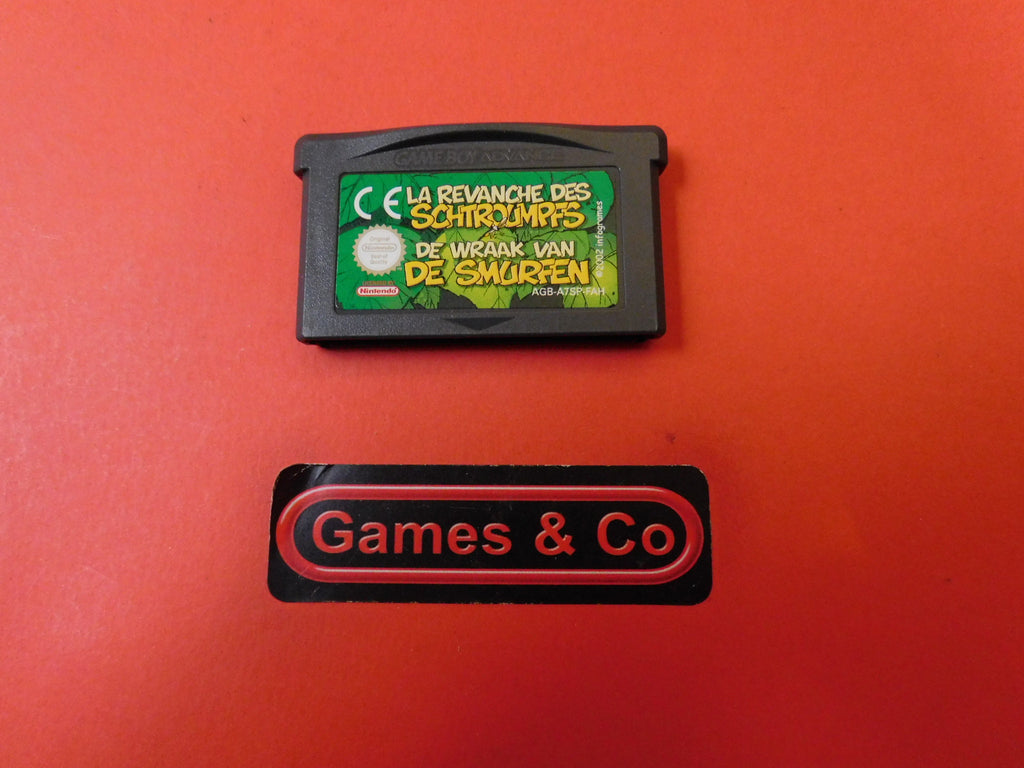 GAME BOY ADVANCE
CE
LA REVANCHE DES
SCHTROUMPFS
DE WRAAK VAN
DE SMURFEN
Original
Nintendo
Seal of
Quality
Nintendo
AGB-A7SP-FAH
©2002 infogrames
Games & Co